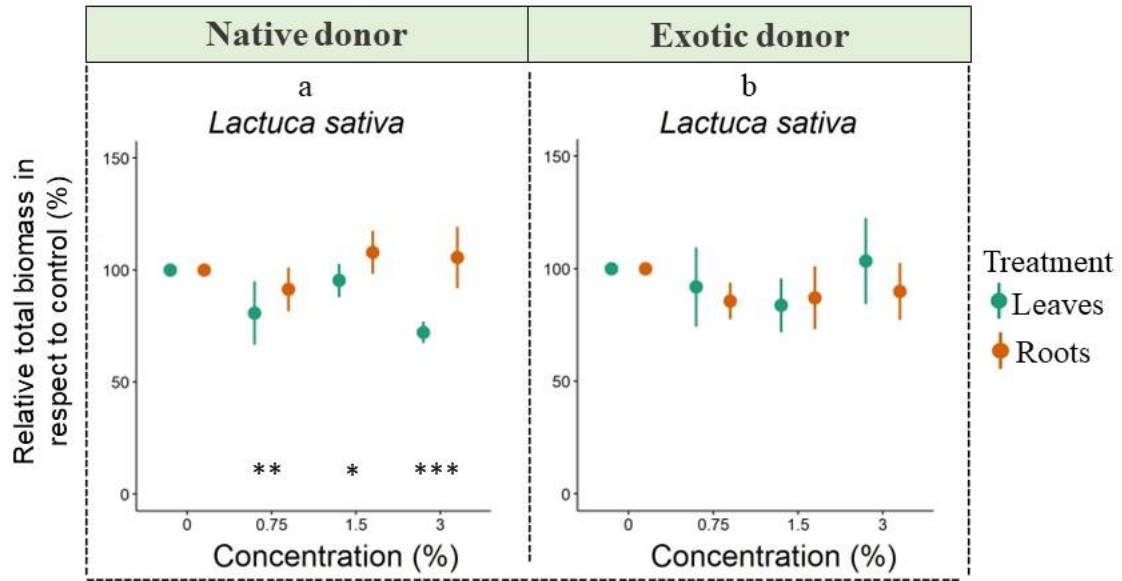 Native donor
Exotic donor
a
Lactuca sativa
b
Lactuca sativa
Relative total biomass in
respect to control (%)
150
100
50
0
** * ***
0 0.75 1.5 3
Concentration (%)
150
100
50
0
0 0.75 1.5 3
Concentration (%)
Treatment
Leaves
Roots